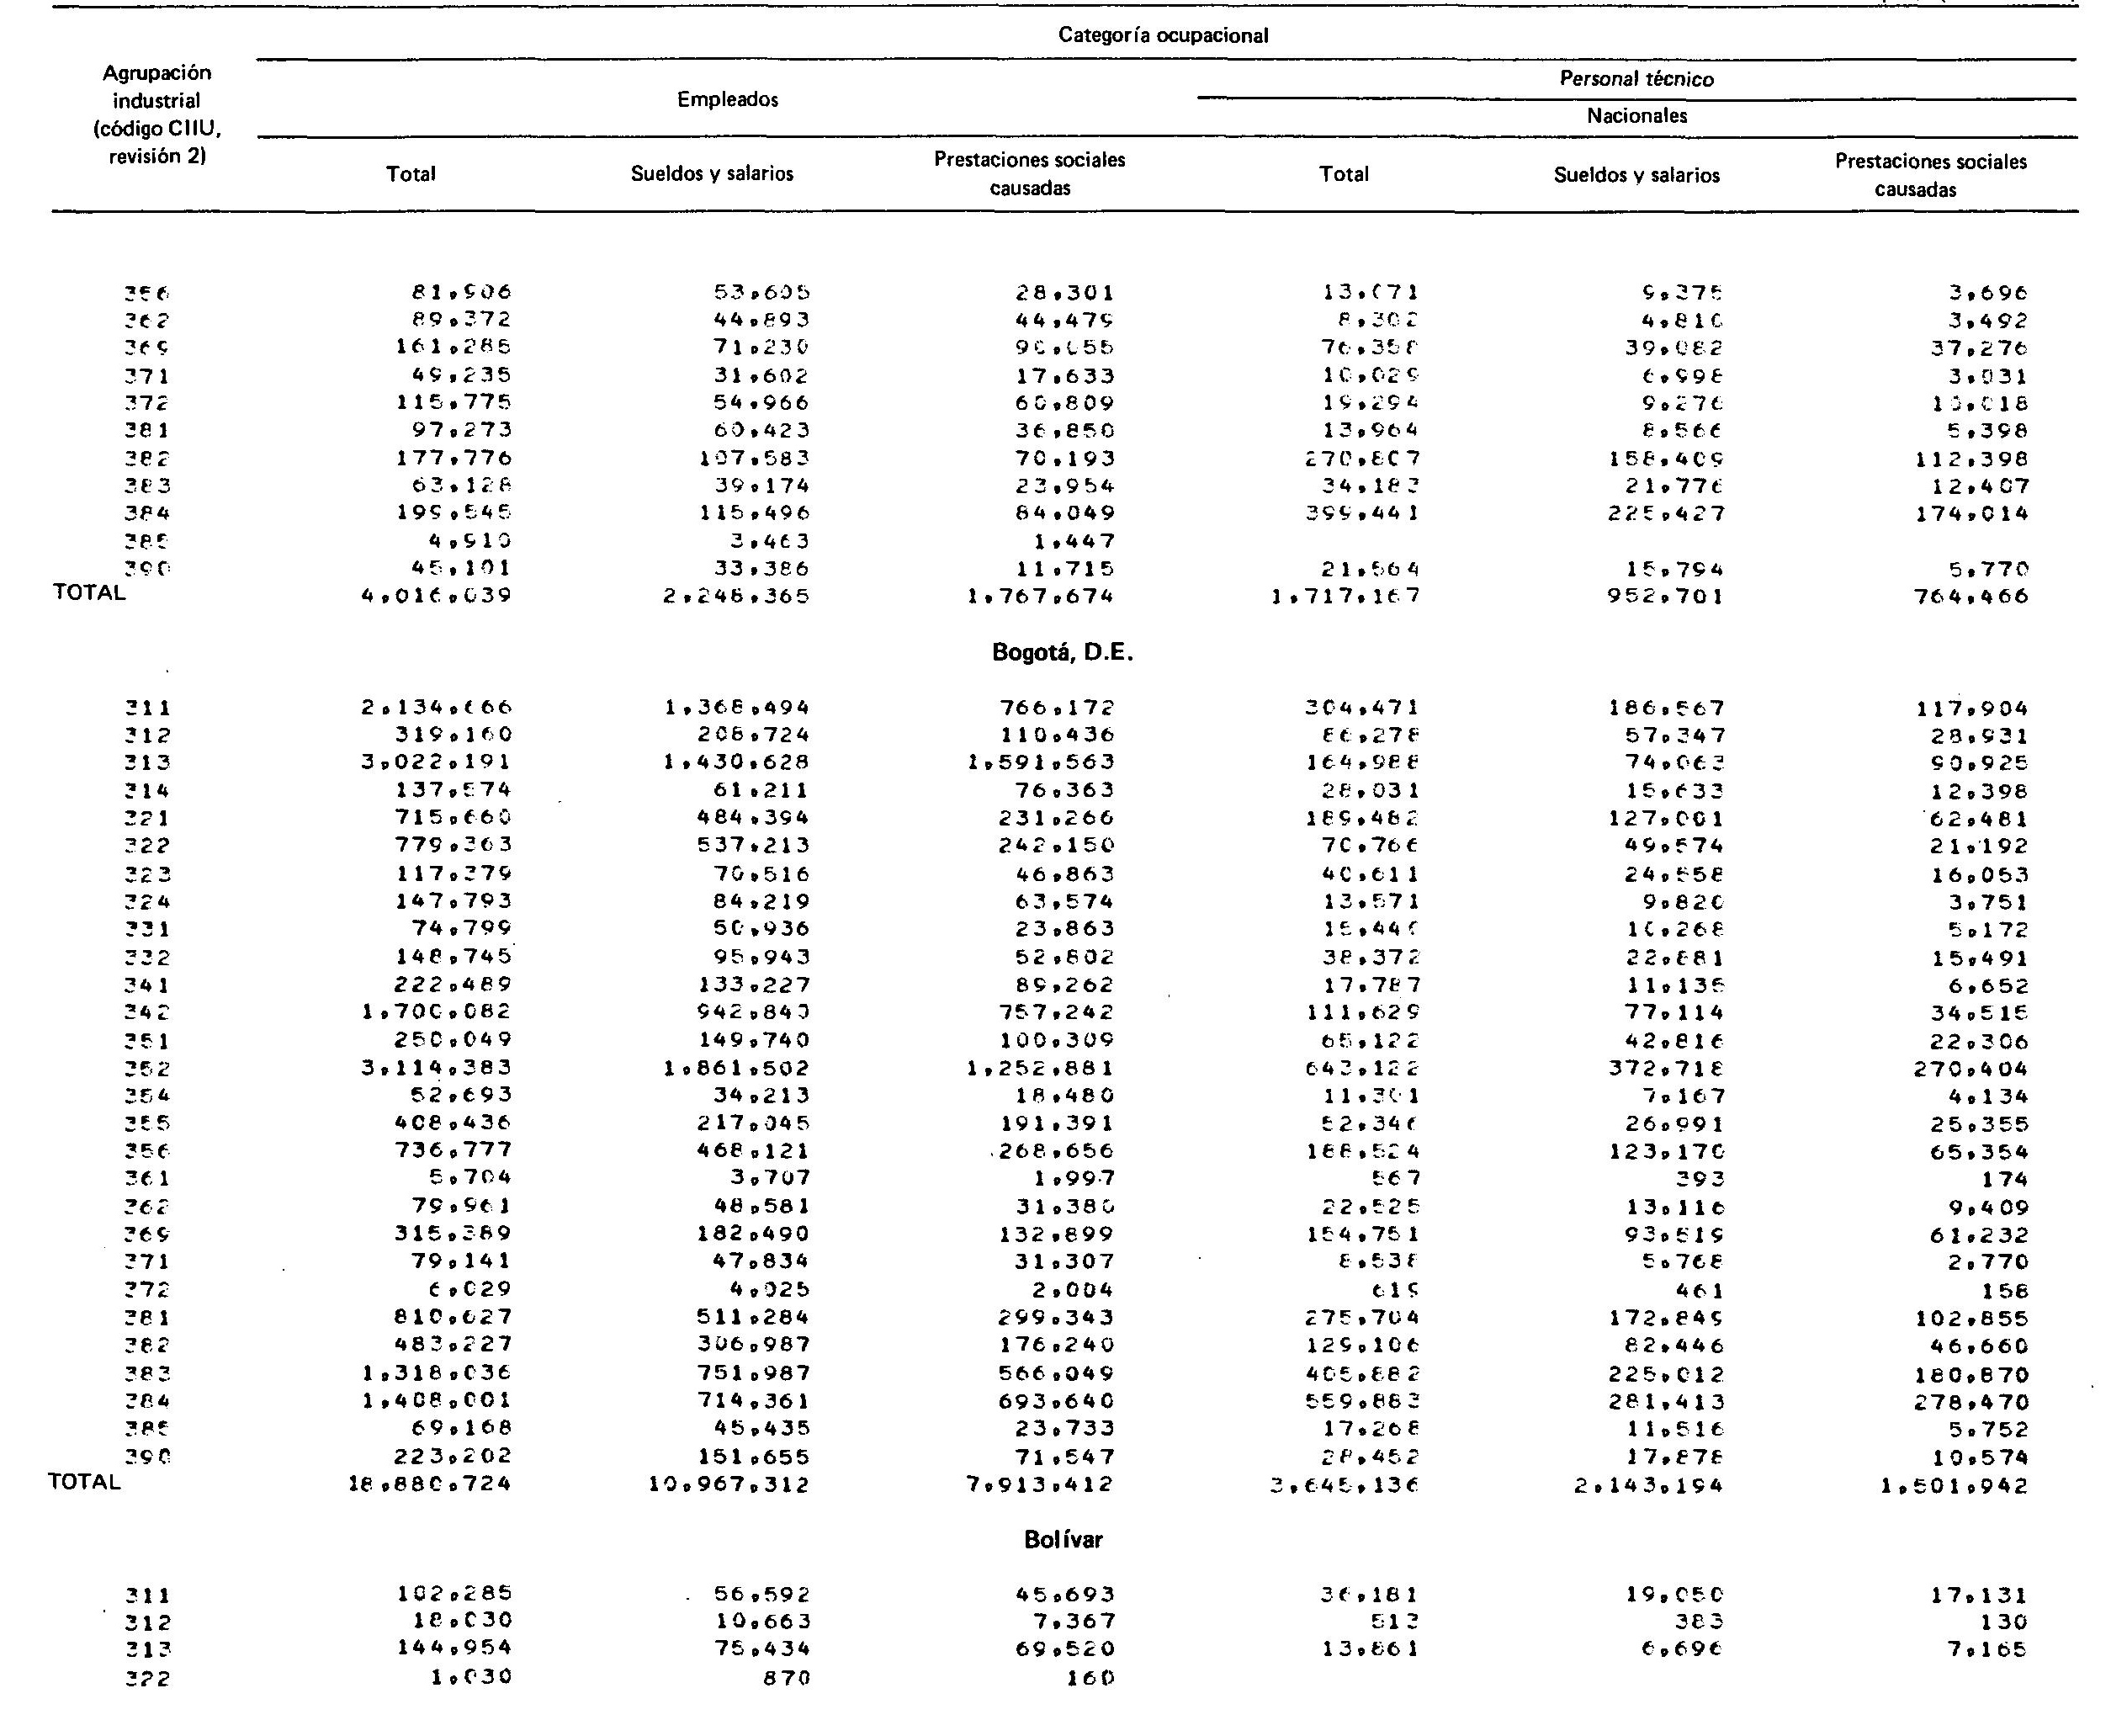 Categoría ocupacional
Agrupación industrial (código CIIU, revisión 2)
Empleados
Personal técnico
Nacionales
Total Sueldos y salarios Prestaciones sociales causadas Total Sueldos y salarios Prestaciones sociales causadas
356 81,906 53,605 28,301 13,071 9,375 3,696
362 89,372 44,893 44,479 8,302 4,810 3,492
369 161,285 71,230 90,055 76,358 39,082 37,276
371 49,235 31,602 17,633 10,029 6,998 3,031
372 115,775 54,966 60,809 19,294 9,276 10,018
381 97,273 60,423 36,850 13,964 8,566 5,398
382 177,776 107,583 70,193 270,807 158,409 112,398
383 63,128 39,174 23,954 34,183 21,776 12,407
384 199,545 115,496 84,049 399,441 225,427 174,014
385 4,910 3,463 1,447
390 45,101 33,386 11,715 21,564 15,794 5,770
TOTAL 4,016,039 2,248,365 1,767,674 1,717,167 952,701 764,466
Bogotá, D.E.
311 2,134,666 1,368,494 766,172 304,471 186,567 117,904
312 319,160 208,724 110,436 86,278 57,347 28,931
313 3,022,191 1,430,628 1,591,563 164,988 74,063 90,925
314 137,574 61,211 76,363 28,031 15,633 12,398
321 715,660 484,394 231,266 189,482 127,001 62,481
322 779,363 537,213 242,150 70,766 49,574 21,192
323 117,379 70,516 46,863 40,611 24,558 16,053
324 147,793 84,219 63,574 13,571 9,820 3,751
331 74,799 50,936 23,863 15,440 10,268 5,172
332 148,745 95,943 52,802 38,372 22,881 15,491
341 222,489 133,227 89,262 17,787 11,135 6,652
342 1,700,082 942,840 757,242 111,629 77,114 34,515
351 250,049 149,740 100,309 65,122 42,816 22,306
352 3,114,383 1,861,502 1,252,881 643,122 372,718 270,404
354 52,693 34,213 18,480 11,301 7,167 4,134
355 408,436 217,045 191,391 52,346 26,991 25,355
356 736,777 468,121 268,656 188,524 123,170 65,354
361 5,704 3,707 1,997 567 393 174
362 79,961 48,581 31,380 22,525 13,116 9,409
369 315,389 182,490 132,899 154,751 93,519 61,232
371 79,141 47,834 31,307 8,538 5,768 2,770
372 6,029 4,025 2,004 619 461 158
381 810,627 511,284 299,343 275,704 172,849 102,855
382 483,227 306,987 176,240 129,106 82,446 46,660
383 1,318,036 751,987 566,049 405,882 225,012 180,870
384 1,408,001 714,361 693,640 559,883 281,413 278,470
385 69,168 45,435 23,733 17,268 11,516 5,752
390 223,202 151,655 71,547 28,452 17,878 10,574
TOTAL 18,880,724 10,967,312 7,913,412 3,645,136 2,143,194 1,501,942
Bolívar
311 102,285 56,592 45,693 36,181 19,050 17,131
312 18,030 10,663 7,367 513 383 130
313 144,954 75,434 69,520 13,861 6,696 7,165
322 1,030 870 160